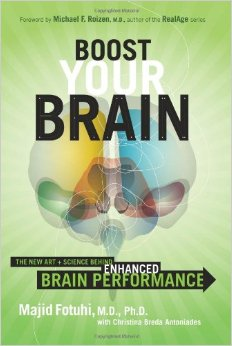 Foreword by Michael F. Roizen, M.D., author of the RealAge series
BOOST
YOUR
BRAIN
THE NEW ART + SCIENCE BEHIND
ENHANCED
BRAIN PERFORMANCE
Majid Fotuhi, M.D., Ph.D.
with Christina Breda Antoniades